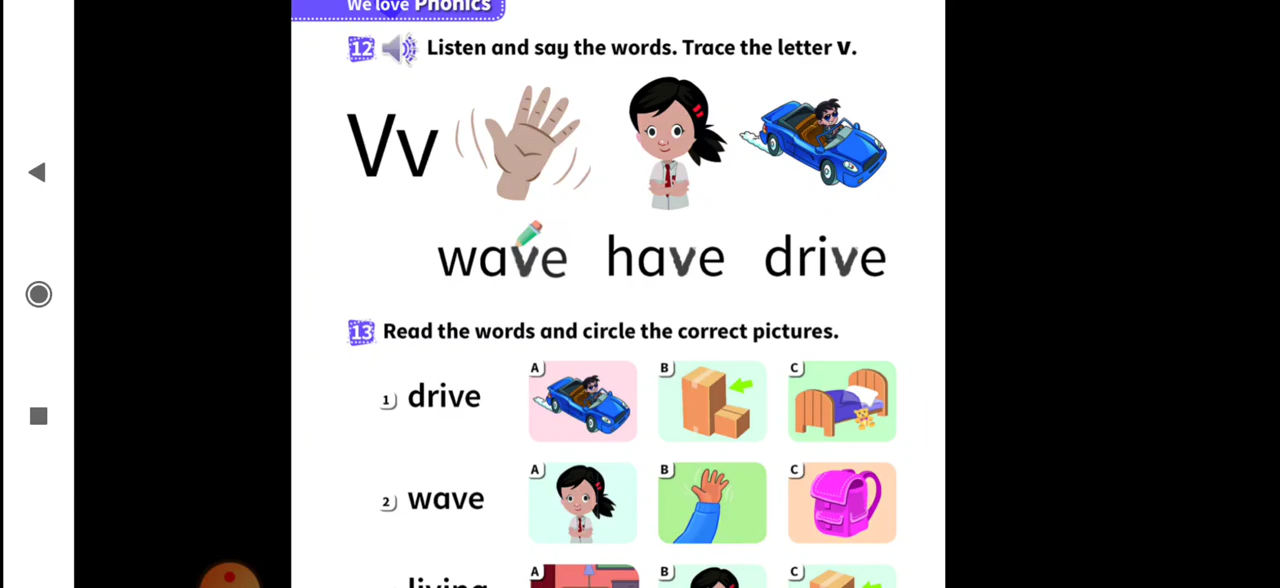 We love Phonics
12 Listen and say the words. Trace the letter v.
Vv
wave have drive
13 Read the words and circle the correct pictures.
1 drive A B C
2 wave A B C
living A B C